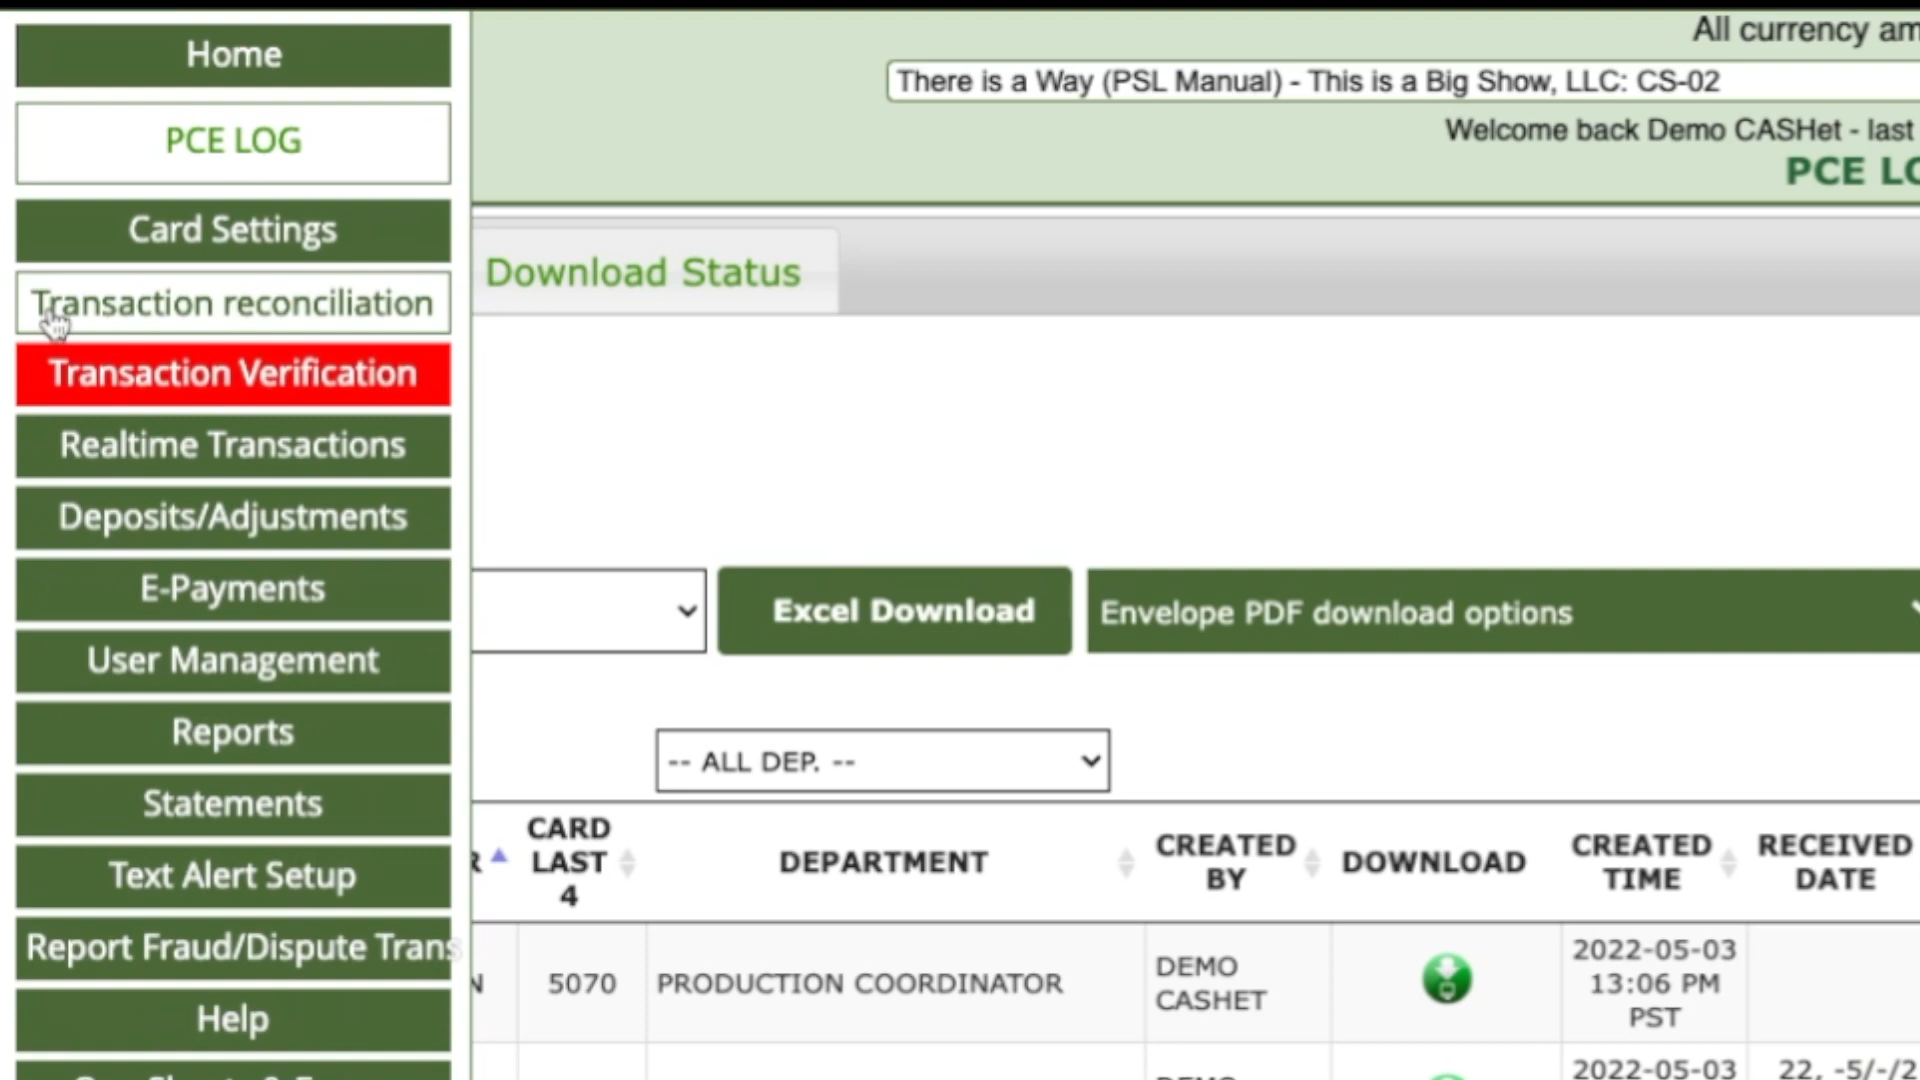 Home
PCE LOG
Card Settings
Transaction reconciliation
Transaction Verification
Realtime Transactions
Deposits/Adjustments
E-Payments
User Management
Reports
Statements
Text Alert Setup
Report Fraud/Dispute Trans
Help
All currency am
There is a Way (PSL Manual) - This is a Big Show, LLC: CS-02
Welcome back Demo CASHet - last
PCE LO
Download Status
Excel Download
Envelope PDF download options
-- ALL DEP. --
R
CARD
LAST
4
DEPARTMENT
CREATED
BY
DOWNLOAD
CREATED
TIME
RECEIVED
DATE
N
5070
PRODUCTION COORDINATOR
DEMO
CASHET
2022-05-03
13:06 PM
PST
2022-05-03
22, -5/-/2